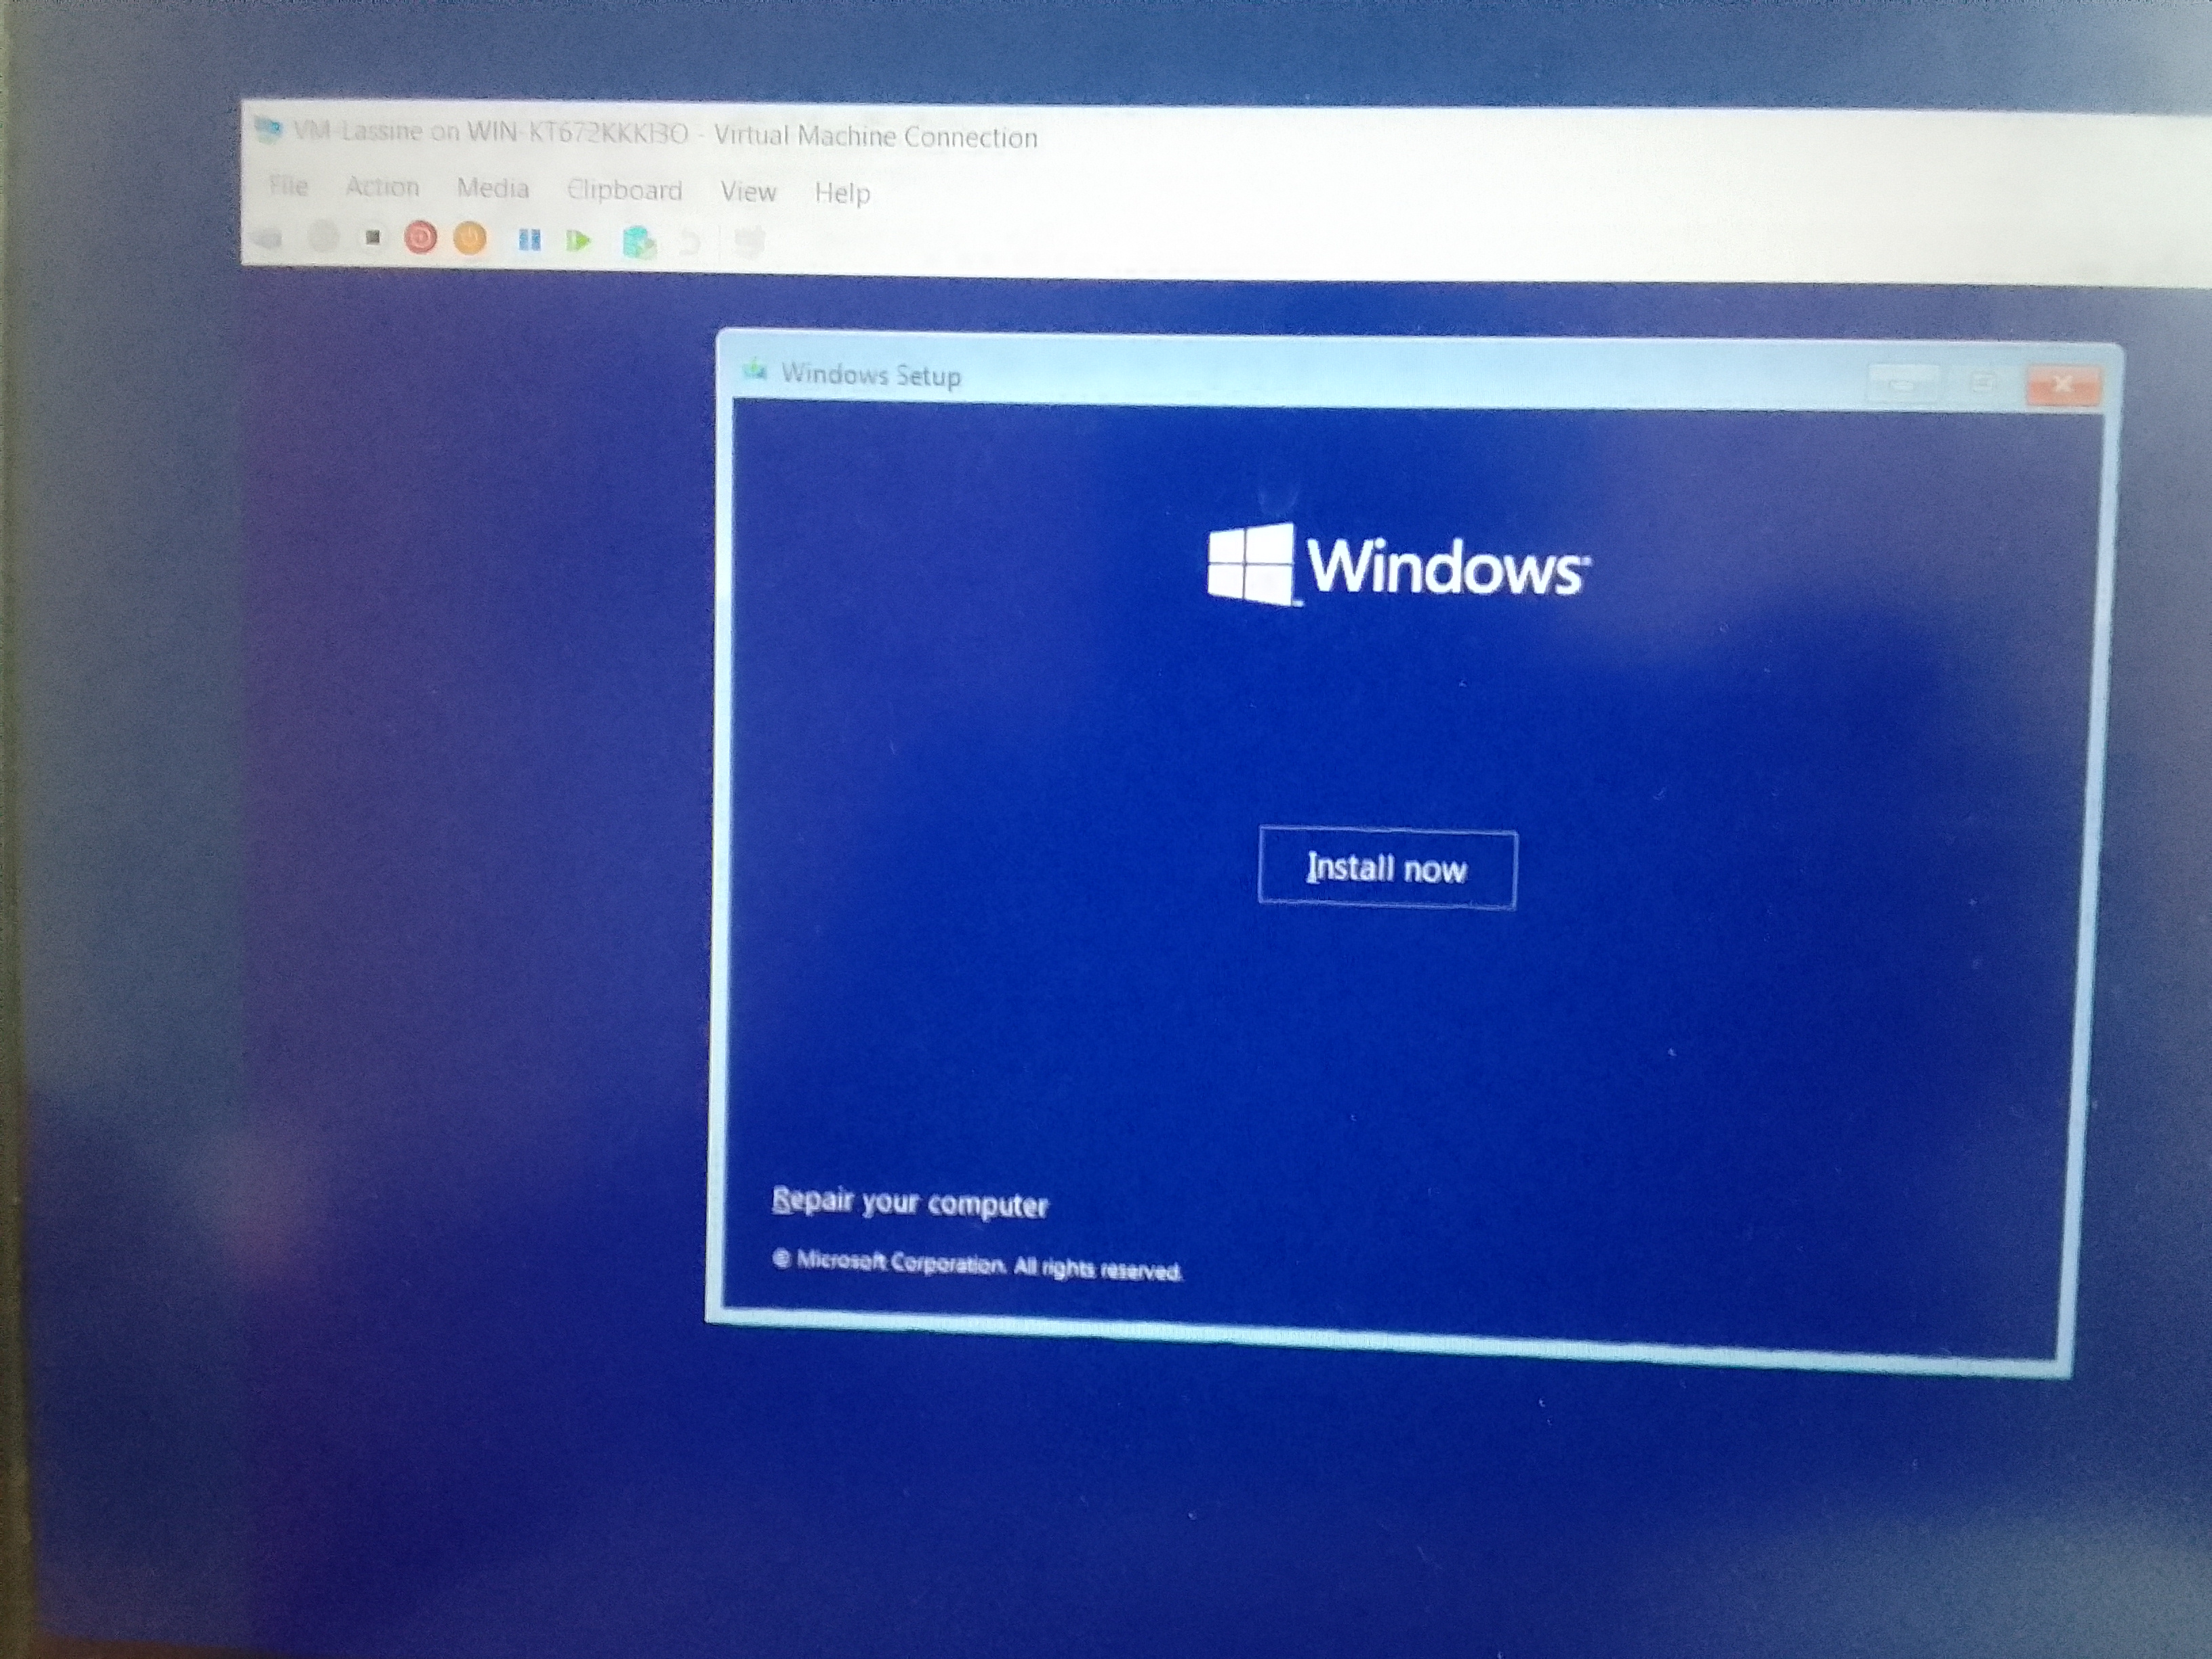 VM-Lassine on WIN-KT672KKKI3O - Virtual Machine Connection
File Action Media Clipboard View Help
Windows Setup
Windows
Install now
Repair your computer
© Microsoft Corporation. All rights reserved.